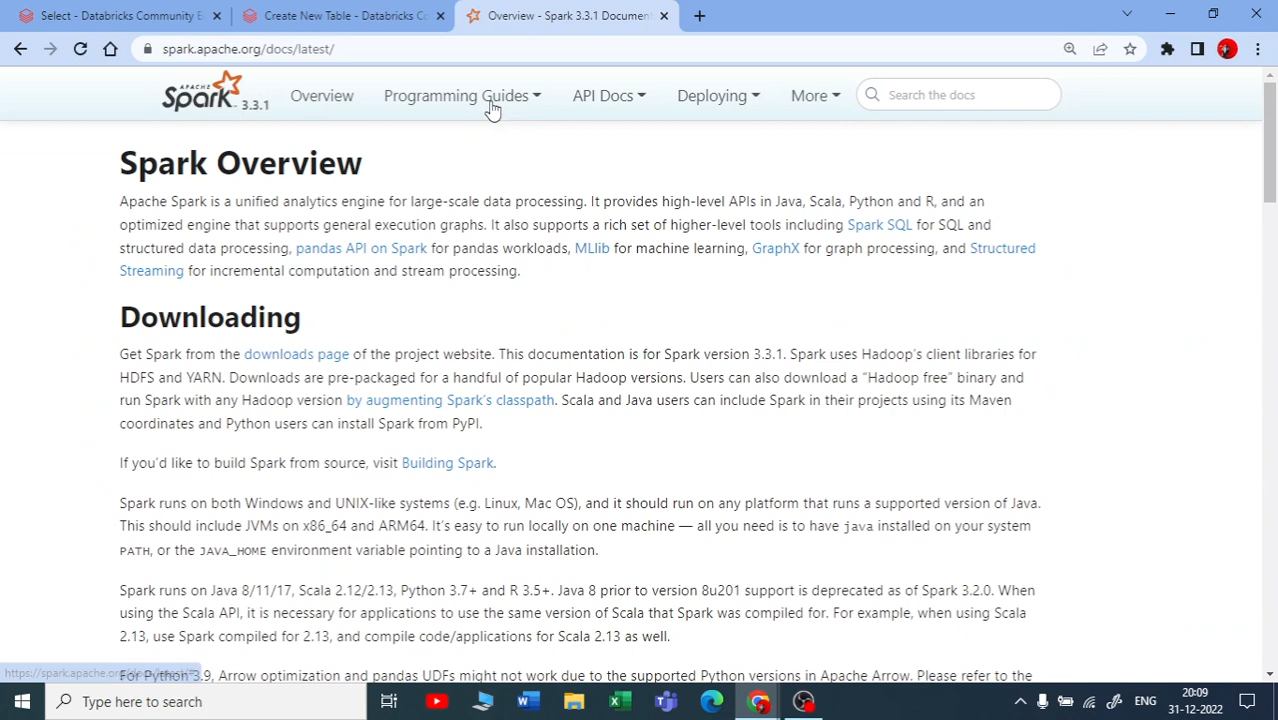 Select - Databricks Community E
Create New Table - Databricks Co
Overview - Spark 3.3.1 Document
spark.apache.org/docs/latest/
APACHE Spark 3.3.1
Overview
Programming Guides
API Docs
Deploying
More
Search the docs
Spark Overview
Apache Spark is a unified analytics engine for large-scale data processing. It provides high-level APIs in Java, Scala, Python and R, and an
optimized engine that supports general execution graphs. It also supports a rich set of higher-level tools including Spark SQL for SQL and
structured data processing, pandas API on Spark for pandas workloads, MLlib for machine learning, GraphX for graph processing, and Structured
Streaming for incremental computation and stream processing.
Downloading
Get Spark from the downloads page of the project website. This documentation is for Spark version 3.3.1. Spark uses Hadoop's client libraries for
HDFS and YARN. Downloads are pre-packaged for a handful of popular Hadoop versions. Users can also download a “Hadoop free” binary and
run Spark with any Hadoop version by augmenting Spark's classpath. Scala and Java users can include Spark in their projects using its Maven
coordinates and Python users can install Spark from PyPI.
If you'd like to build Spark from source, visit Building Spark.
Spark runs on both Windows and UNIX-like systems (e.g. Linux, Mac OS), and it should run on any platform that runs a supported version of Java.
This should include JVMs on x86_64 and ARM64. It's easy to run locally on one machine — all you need is to have java installed on your system
PATH, or the JAVA_HOME environment variable pointing to a Java installation.
Spark runs on Java 8/11/17, Scala 2.12/2.13, Python 3.7+ and R 3.5+. Java 8 prior to version 8u201 support is deprecated as of Spark 3.2.0. When
using the Scala API, it is necessary for applications to use the same version of Scala that Spark was compiled for. For example, when using Scala
2.13, use Spark compiled for 2.13, and compile code/applications for Scala 2.13 as well.
For Python 3.9, Arrow optimization and pandas UDFs might not work due to the supported Python versions in Apache Arrow. Please refer to the
Type here to search
ENG
20:09
31-12-2022